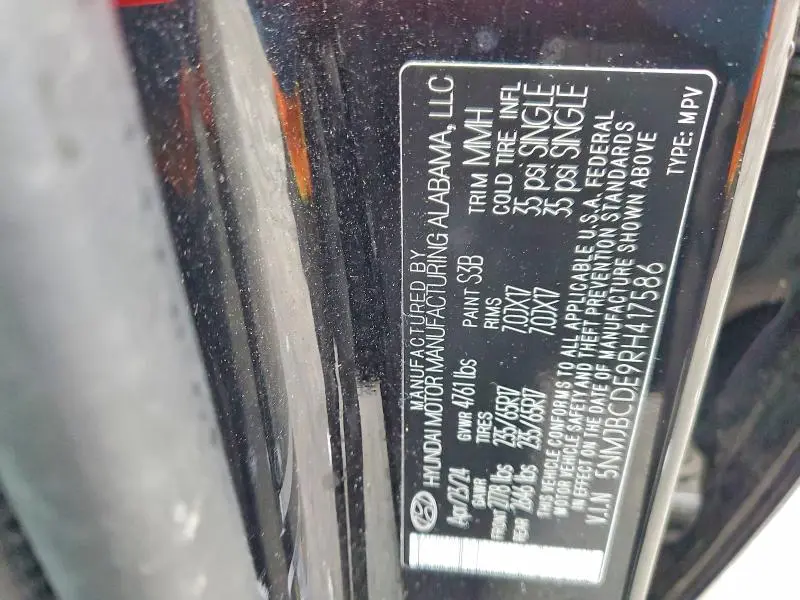 MANUFACTURED BY
HYUNDAI MOTOR MANUFACTURING ALABAMA, LLC
Apr/23/24 GVWR 4761 lbs PAINT S3B TRIM MMH
GAWR TIRES RIMS COLD TIRE. INFL
FRONT 2778 lbs 235/65R17 7.0JX17 35 psi SINGLE
REAR 2646 lbs 235/65R17 7.0JX17 35 psi SINGLE
THIS VEHICLE CONFORMS TO ALL APPLICABLE U.S.A. FEDERAL
MOTOR VEHICLE SAFETY AND THEFT PREVENTION STANDARDS
IN EFFECT ON THE DATE OF MANUFACTURE SHOWN ABOVE
V.I.N 5NMJBCDE9RH417586
TYPE: MPV